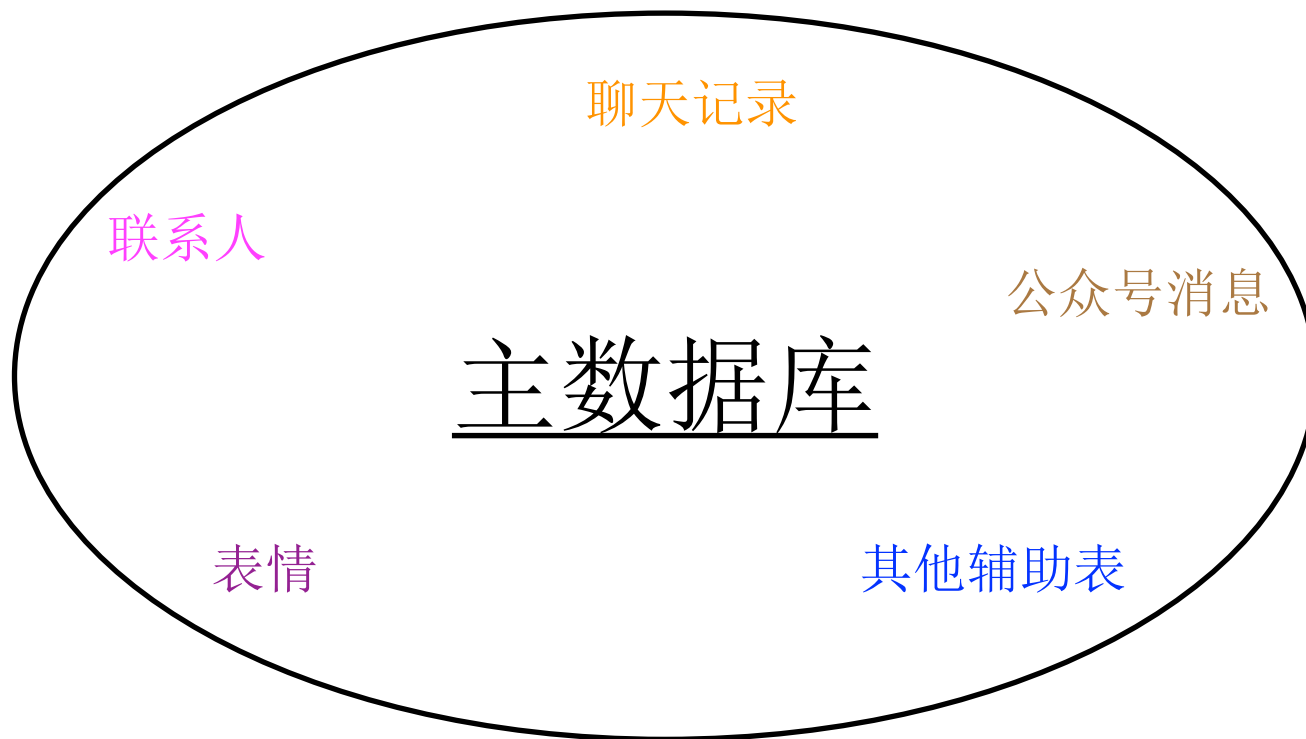 聊天记录
联系人
公众号消息
主数据库
表情
其他辅助表